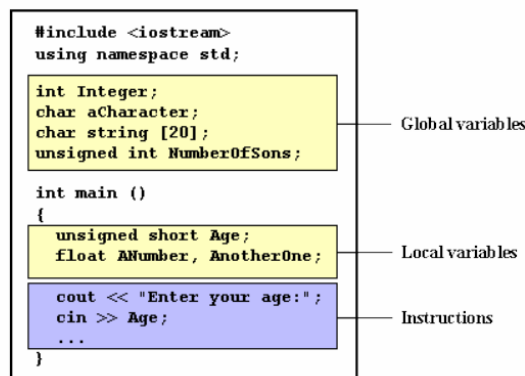 #include <iostream>
using namespace std;
int Integer;
char aCharacter;
char string [20];
unsigned int NumberOfSons;
Global variables
int main ()
{
unsigned short Age;
float ANumber, AnotherOne;
Local variables
cout << "Enter your age:";
cin >> Age;
...
Instructions
}